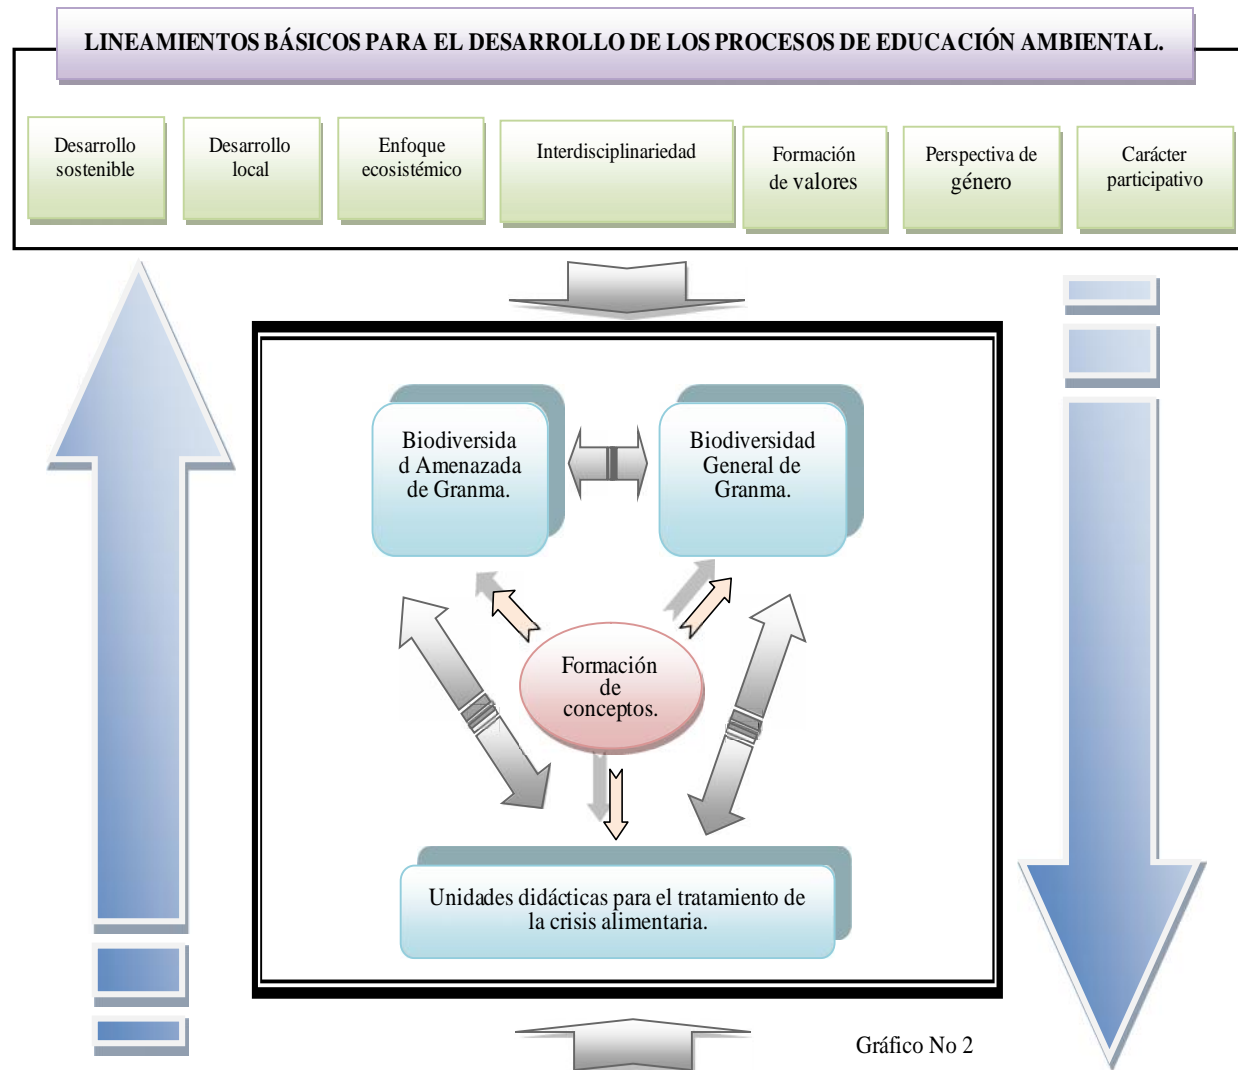 LINEAMIENTOS BÁSICOS PARA EL DESARROLLO DE LOS PROCESOS DE EDUCACIÓN AMBIENTAL.
Desarrollo
sostenible
Desarrollo
local
Enfoque
ecosistémico
Interdisciplinariedad
Formación
de valores
Perspectiva de
género
Carácter
participativo
Biodiversida
d Amenazada
de Granma.
Biodiversidad
General de
Granma.
Formación
de
conceptos.
Unidades didácticas para el tratamiento de
la crisis alimentaria.
Gráfico No 2